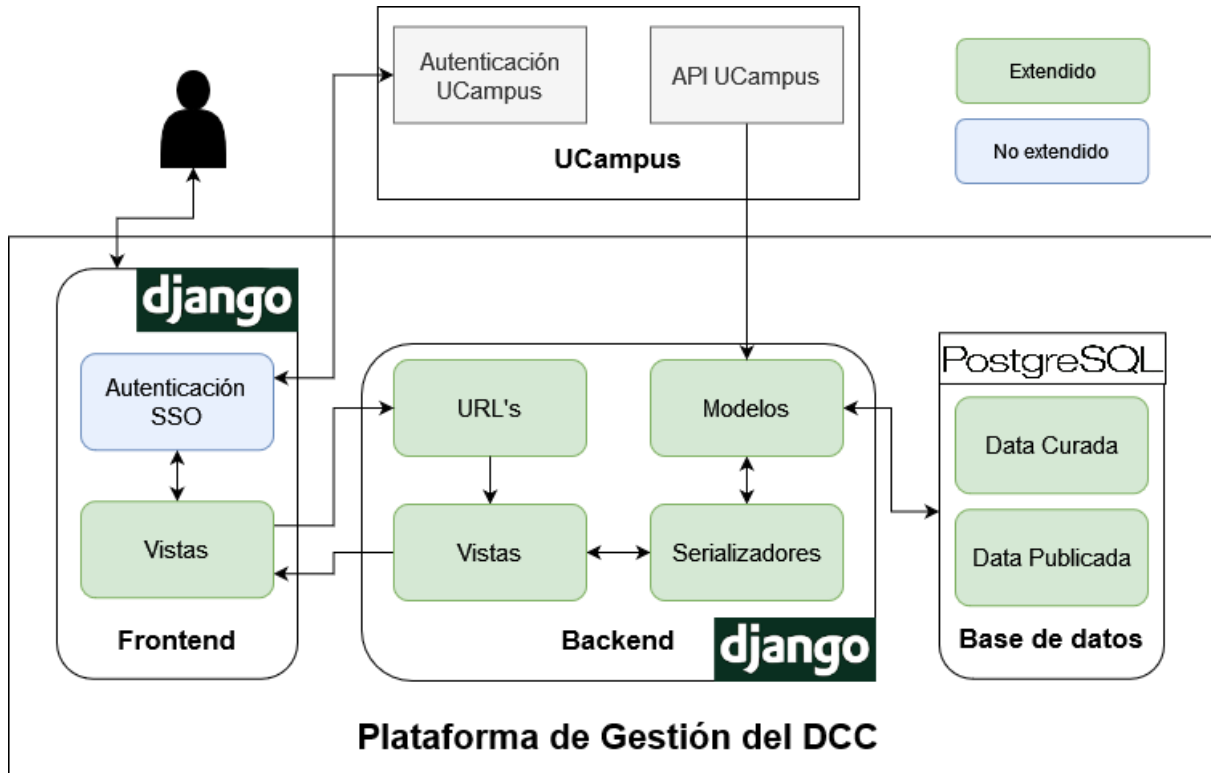 Autenticación
UCampus
API UCampus
UCampus
Extendido
No extendido
django
Autenticación
SSO
Vistas
Frontend
URL's
Modelos
Vistas
Serializadores
Backend
django
PostgreSQL
Data Curada
Data Publicada
Base de datos
Plataforma de Gestión del DCC